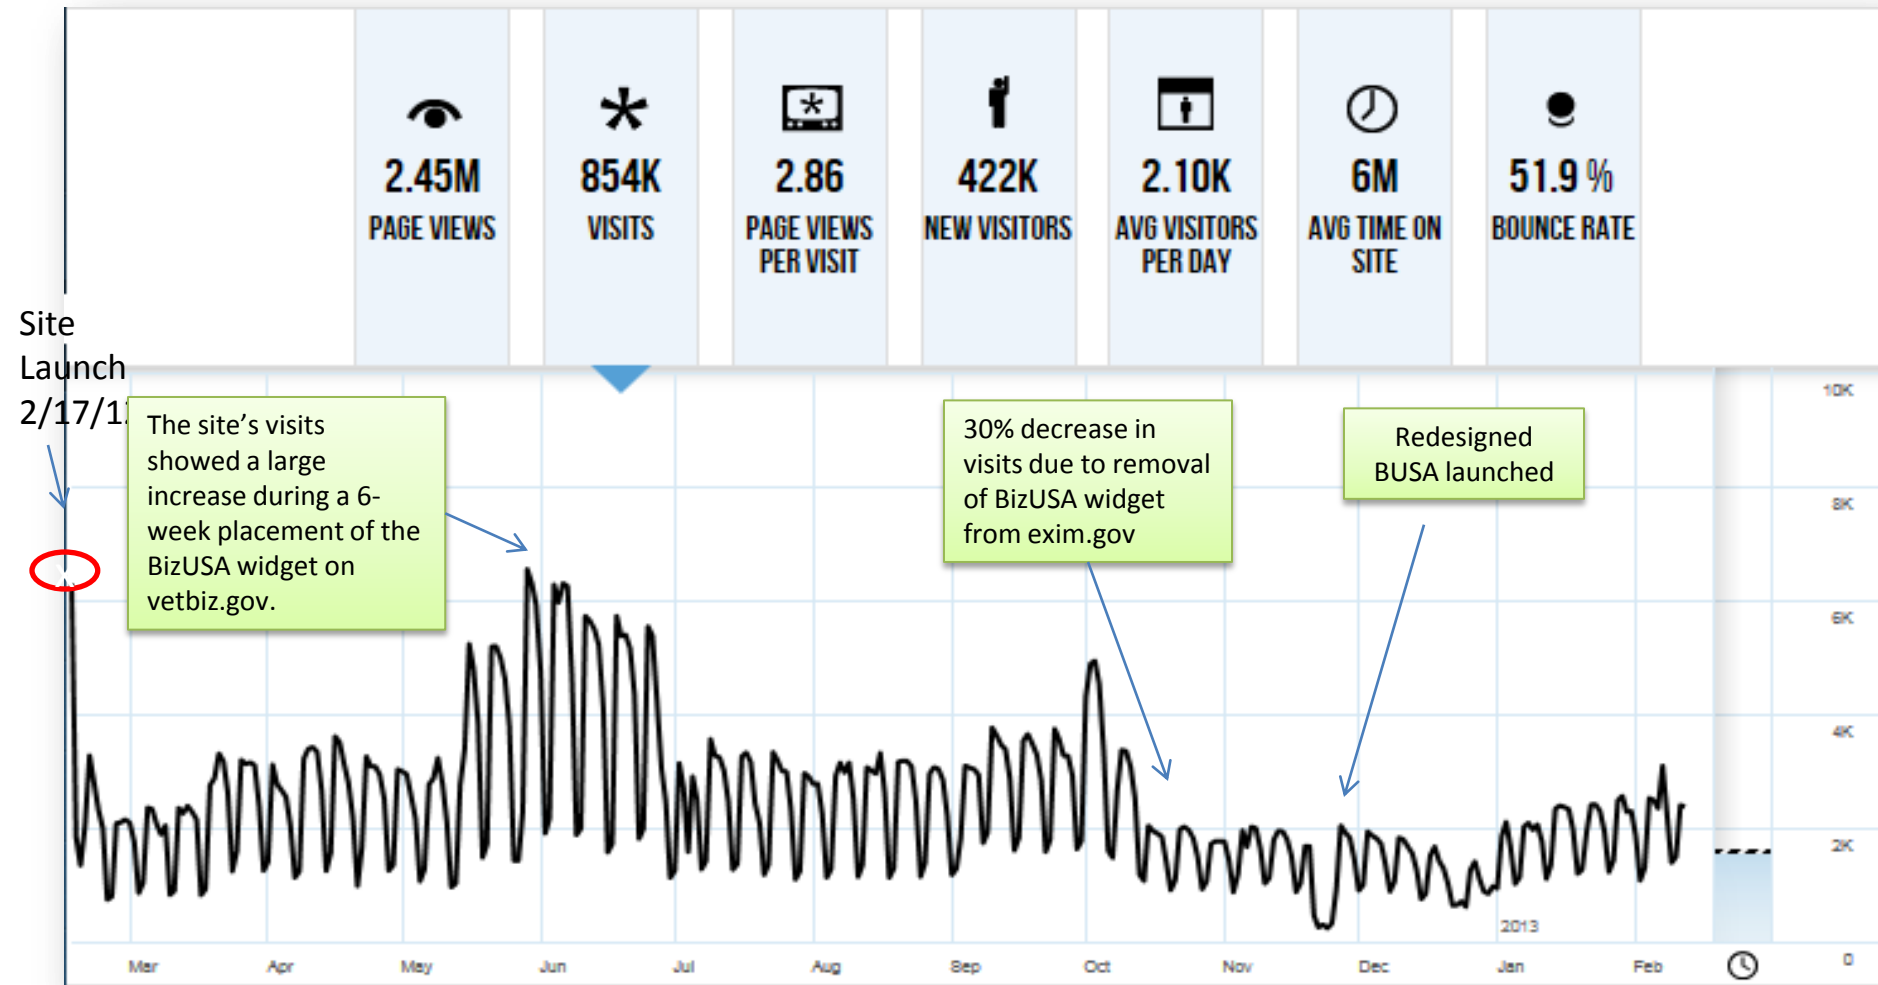 2.45M
PAGE VIEWS
854K
VISITS
2.86
PAGE VIEWS
PER VISIT
422K
NEW VISITORS
2.10K
AVG VISITORS
PER DAY
6M
AVG TIME ON
SITE
51.9 %
BOUNCE RATE
Site
Launch
2/17/12
The site’s visits
showed a large
increase during a 6-
week placement of the
BizUSA widget on
vetbiz.gov.
30% decrease in
visits due to removal
of BizUSA widget
from exim.gov
Redesigned
BUSA launched
10K
8K
6K
4K
2K
0
2013
Mar Apr May Jun Jul Aug Sep Oct Nov Dec Jan Feb